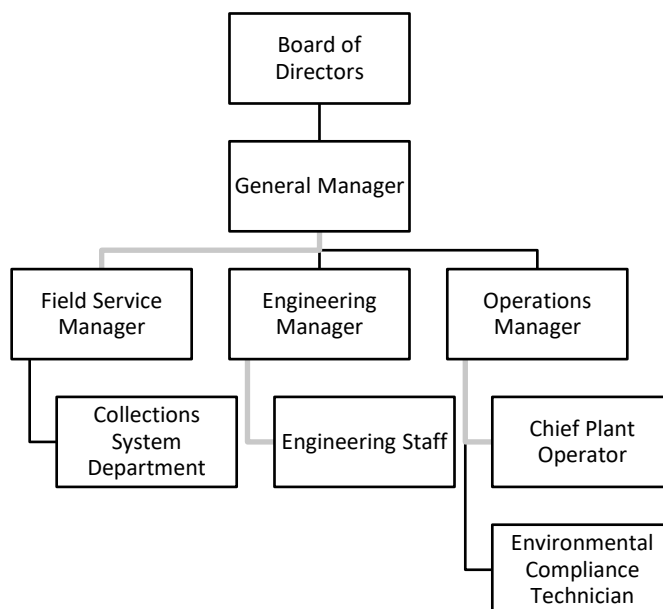 Board of
Directors
General Manager
Field Service
Manager
Engineering
Manager
Operations
Manager
Collections
System
Department
Engineering Staff
Chief Plant
Operator
Environmental
Compliance
Technician